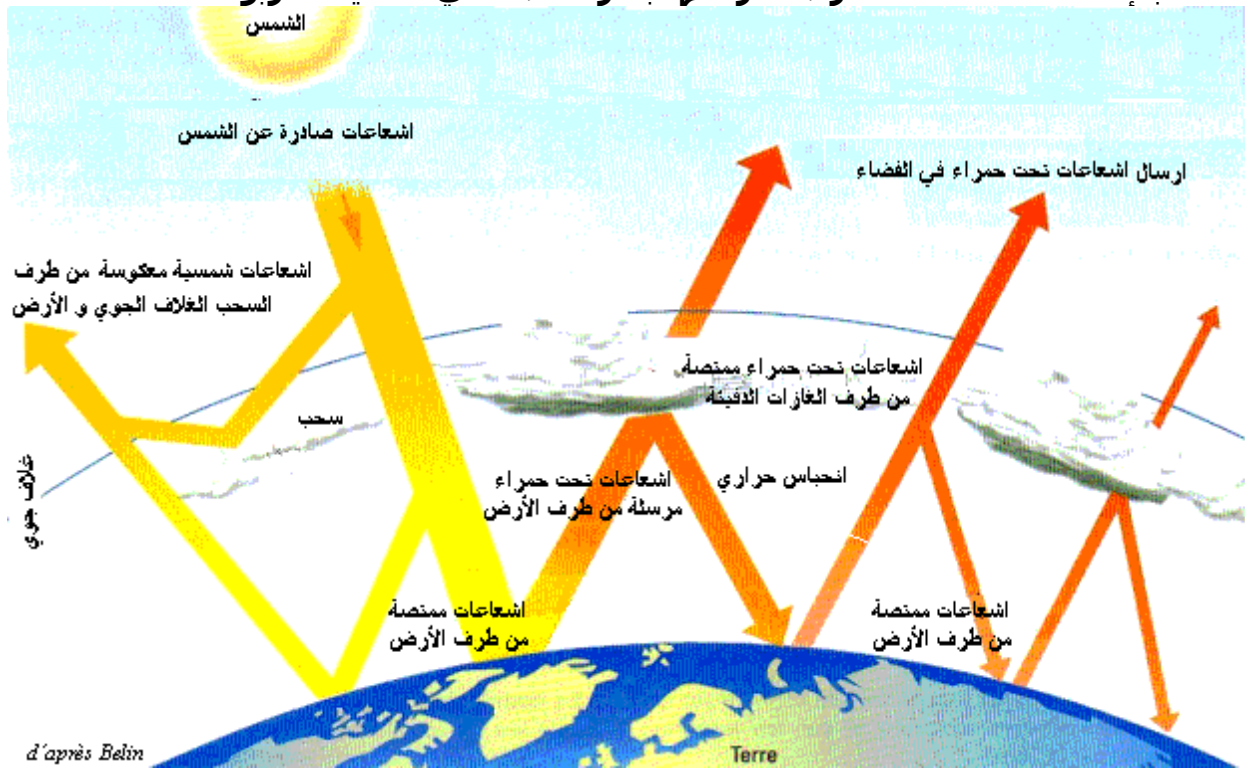 الشمس
اشعاعات صادرة عن الشمس
ارسال اشعاعات تحت حمراء في الفضاء
اشعاعات شمسية معكوسة من طرف
السحب الغلاف الجوي و الأرض
اشعاعات تحت حمراء ممتصة
من طرف الغازات الدفيئة
سحب
غلاف جوي
اشعاعات تحت حمراء
مرسلة من طرف الأرض
انحباس حراري
اشعاعات ممتصة
من طرف الأرض
اشعاعات ممتصة
من طرف الأرض
d'après Belin
Terre